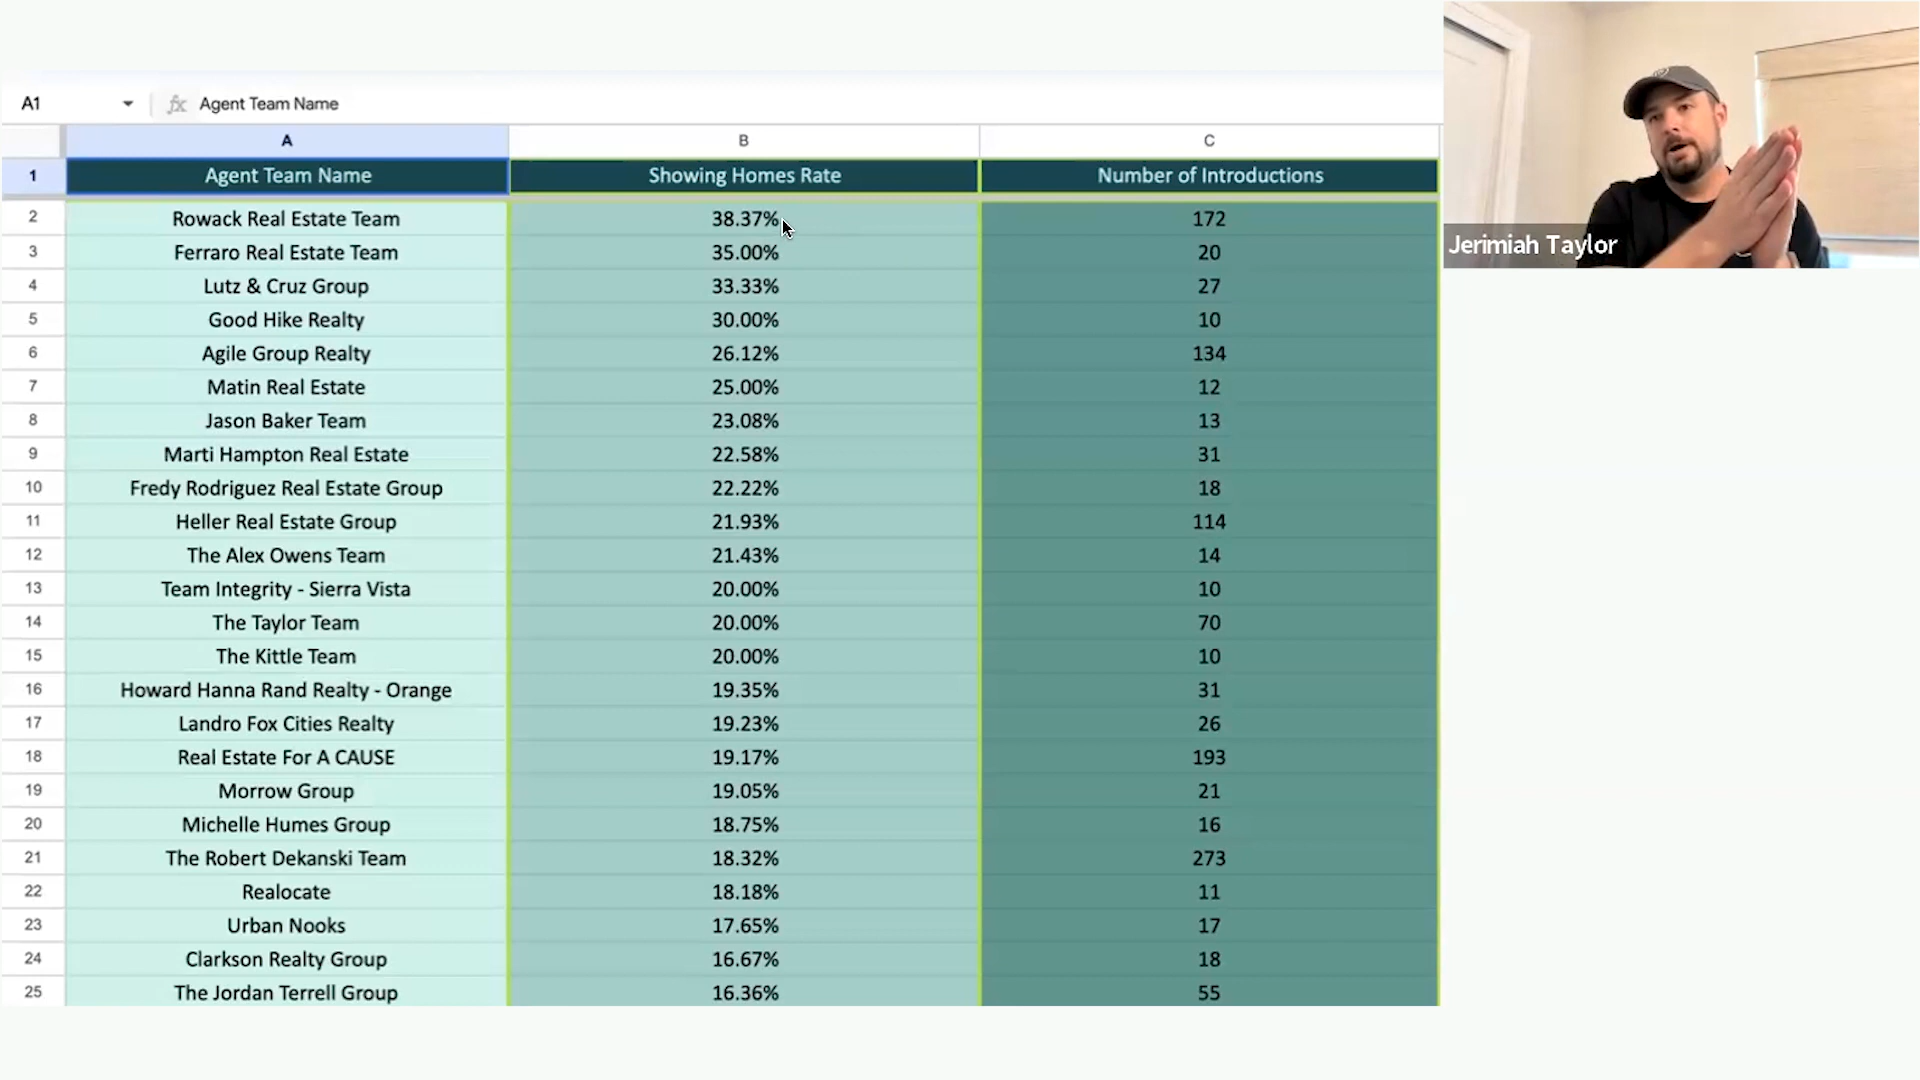 A1 fx Agent Team Name
A B C
1 Agent Team Name Showing Homes Rate Number of Introductions
2 Rowack Real Estate Team 38.37% 172
3 Ferraro Real Estate Team 35.00% 20
4 Lutz & Cruz Group 33.33% 27
5 Good Hike Realty 30.00% 10
6 Agile Group Realty 26.12% 134
7 Matin Real Estate 25.00% 12
8 Jason Baker Team 23.08% 13
9 Marti Hampton Real Estate 22.58% 31
10 Fredy Rodriguez Real Estate Group 22.22% 18
11 Heller Real Estate Group 21.93% 114
12 The Alex Owens Team 21.43% 14
13 Team Integrity - Sierra Vista 20.00% 10
14 The Taylor Team 20.00% 70
15 The Kittle Team 20.00% 10
16 Howard Hanna Rand Realty - Orange 19.35% 31
17 Landro Fox Cities Realty 19.23% 26
18 Real Estate For A CAUSE 19.17% 193
19 Morrow Group 19.05% 21
20 Michelle Humes Group 18.75% 16
21 The Robert Dekanski Team 18.32% 273
22 Realocate 18.18% 11
23 Urban Nooks 17.65% 17
24 Clarkson Realty Group 16.67% 18
25 The Jordan Terrell Group 16.36% 55
Jerimiah Taylor